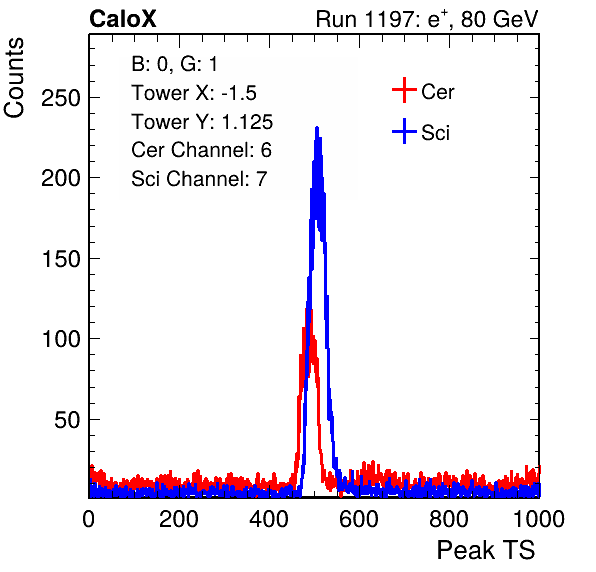 CaloX Run 1197: e⁺, 80 GeV
Counts
B: 0, G: 1
Tower X: -1.5
Tower Y: 1.125
Cer Channel: 6
Sci Channel: 7
Cer
Sci
250
200
150
100
50
0 200 400 600 800 1000
Peak TS